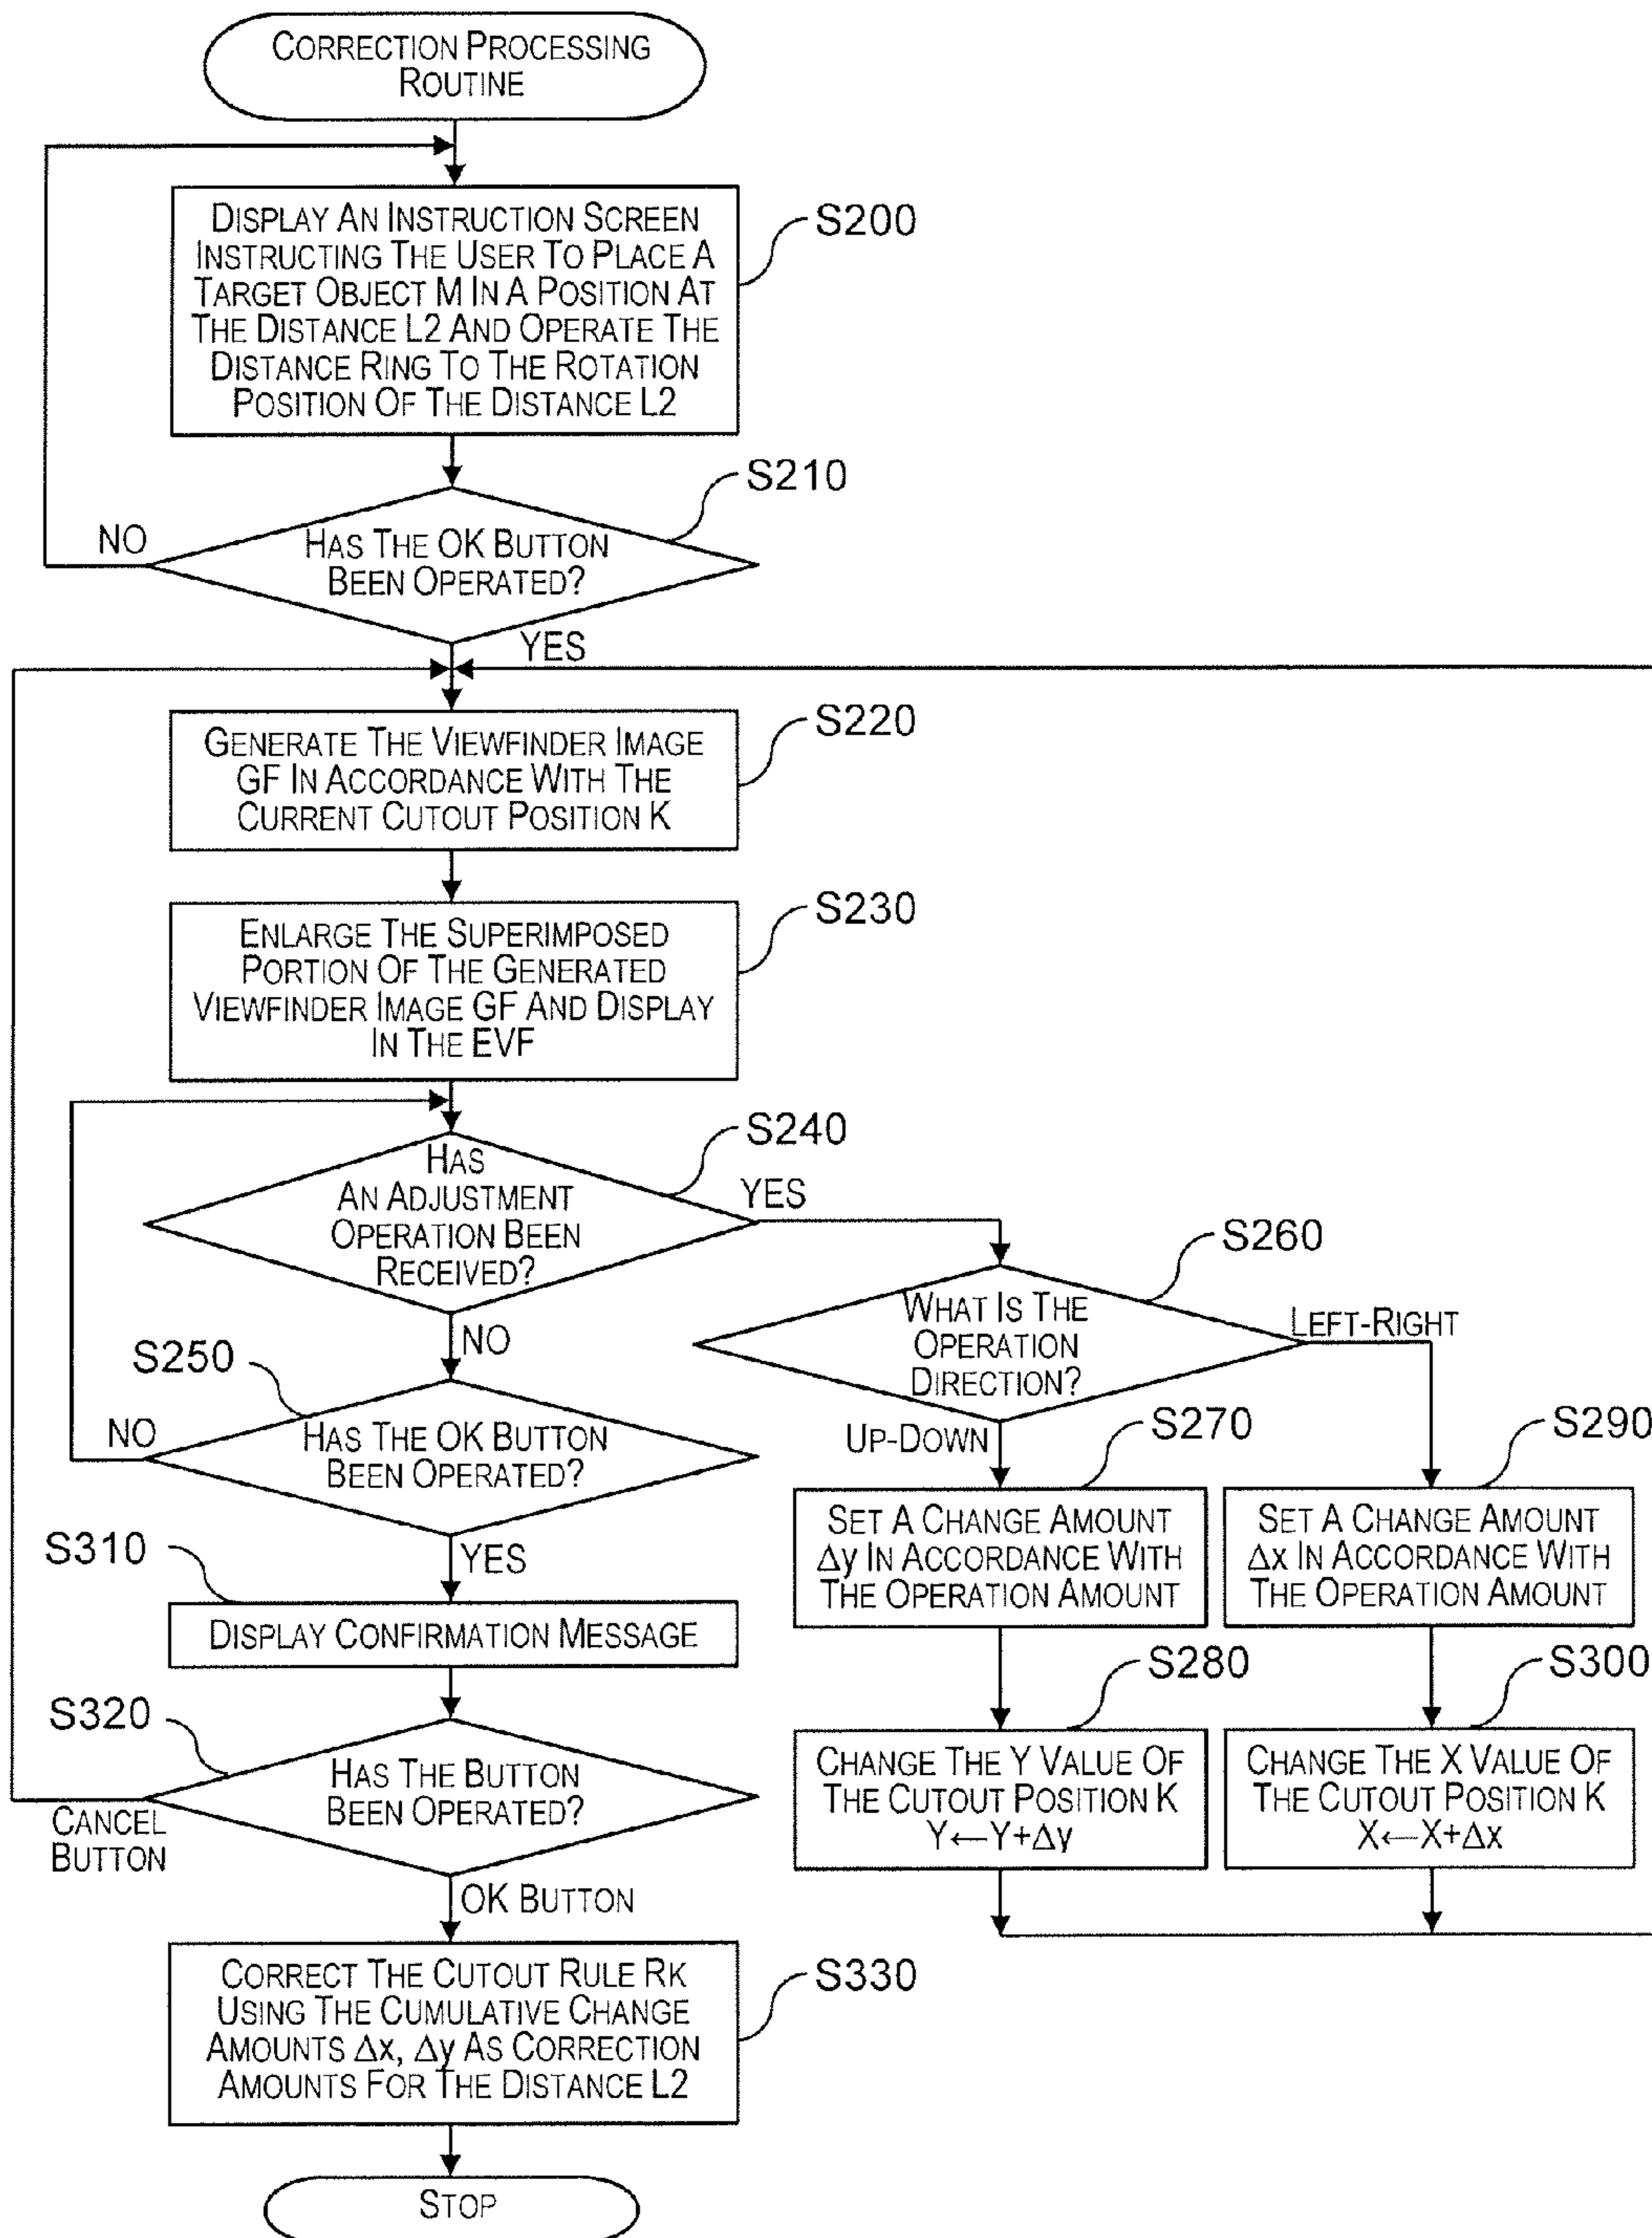 CORRECTION PROCESSING
ROUTINE
DISPLAY AN INSTRUCTION SCREEN
INSTRUCTING THE USER TO PLACE A
TARGET OBJECT M IN A POSITION AT
THE DISTANCE L2 AND OPERATE THE
DISTANCE RING TO THE ROTATION
POSITION OF THE DISTANCE L2
S200
S210
NO
HAS THE OK BUTTON
BEEN OPERATED?
YES
S220
GENERATE THE VIEWFINDER IMAGE
GF IN ACCORDANCE WITH THE
CURRENT CUTOUT POSITION K
S230
ENLARGE THE SUPERIMPOSED
PORTION OF THE GENERATED
VIEWFINDER IMAGE GF AND DISPLAY
IN THE EVF
S240
HAS
AN ADJUSTMENT
OPERATION BEEN
RECEIVED?
YES
NO
S260
WHAT IS THE
OPERATION
DIRECTION?
LEFT-RIGHT
UP-DOWN
S250
NO
HAS THE OK BUTTON
BEEN OPERATED?
YES
S270
SET A CHANGE AMOUNT
Δy IN ACCORDANCE WITH
THE OPERATION AMOUNT
S290
SET A CHANGE AMOUNT
Δx IN ACCORDANCE WITH
THE OPERATION AMOUNT
S310
DISPLAY CONFIRMATION MESSAGE
S280
CHANGE THE Y VALUE OF
THE CUTOUT POSITION K
Y←Y+Δy
S300
CHANGE THE X VALUE OF
THE CUTOUT POSITION K
X←X+Δx
S320
HAS THE BUTTON
BEEN OPERATED?
CANCEL
BUTTON
OK BUTTON
S330
CORRECT THE CUTOUT RULE RK
USING THE CUMULATIVE CHANGE
AMOUNTS Δx, Δy AS CORRECTION
AMOUNTS FOR THE DISTANCE L2
STOP